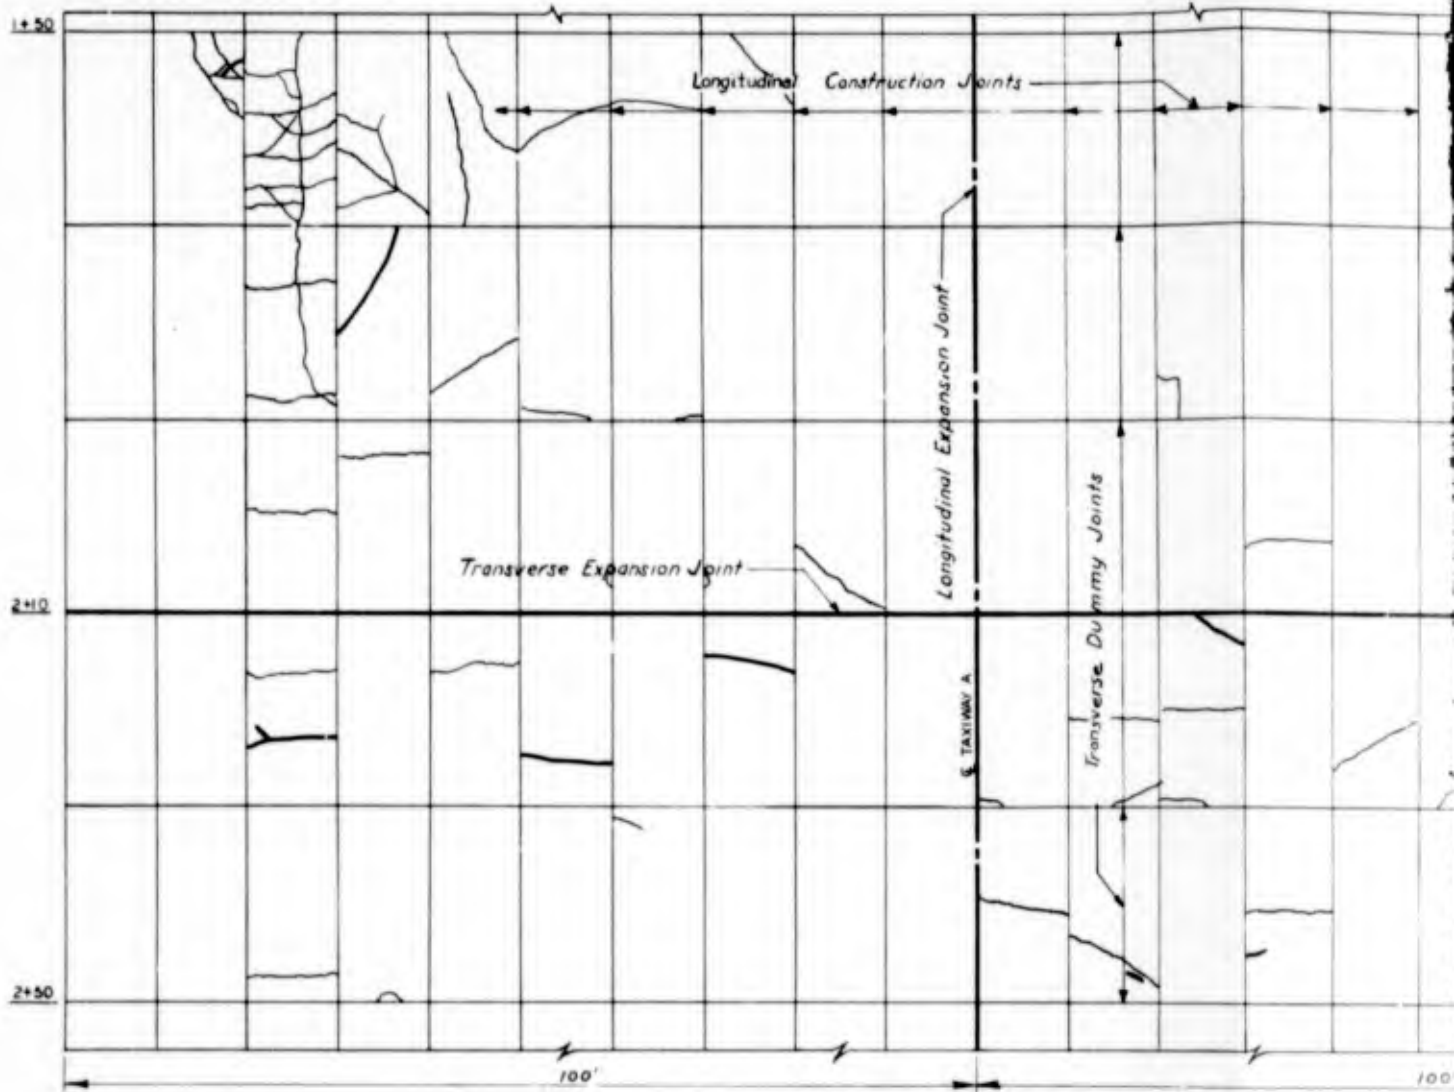 1+50
Longitudinal Construction Joints
Longitudinal Expansion Joint
Transverse Dummy Joints
Transverse Expansion Joint
2+10
℄ TAXIWAY A
2+50
100'
100